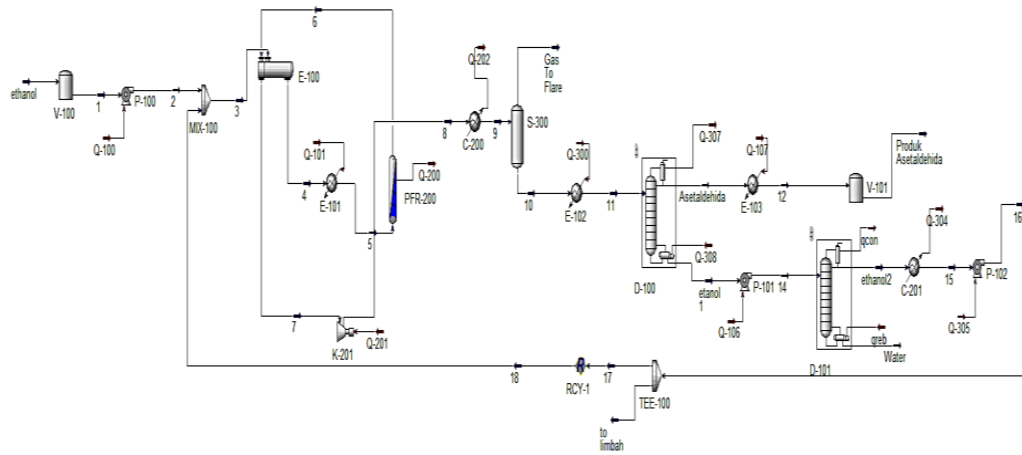 6
Q-202
Gas
To
Flare
ethanol
V-100
1
P-100
2
MIX-100
3
E-100
Q-100
Q-101
4
E-101
5
Q-200
PFR-200
8
C-200
9
S-300
Q-300
10
E-102
11
Q-307
Asetaldehida
Q-107
E-103
12
V-101
Produk
Asetaldehida
Q-308
D-100
etanol
1
P-101
14
Q-106
qcon
ethanol2
Q-304
C-201
15
P-102
16
Q-305
qreb
Water
D-101
7
K-201
Q-201
18
RCY-1
17
TEE-100
to
limbah